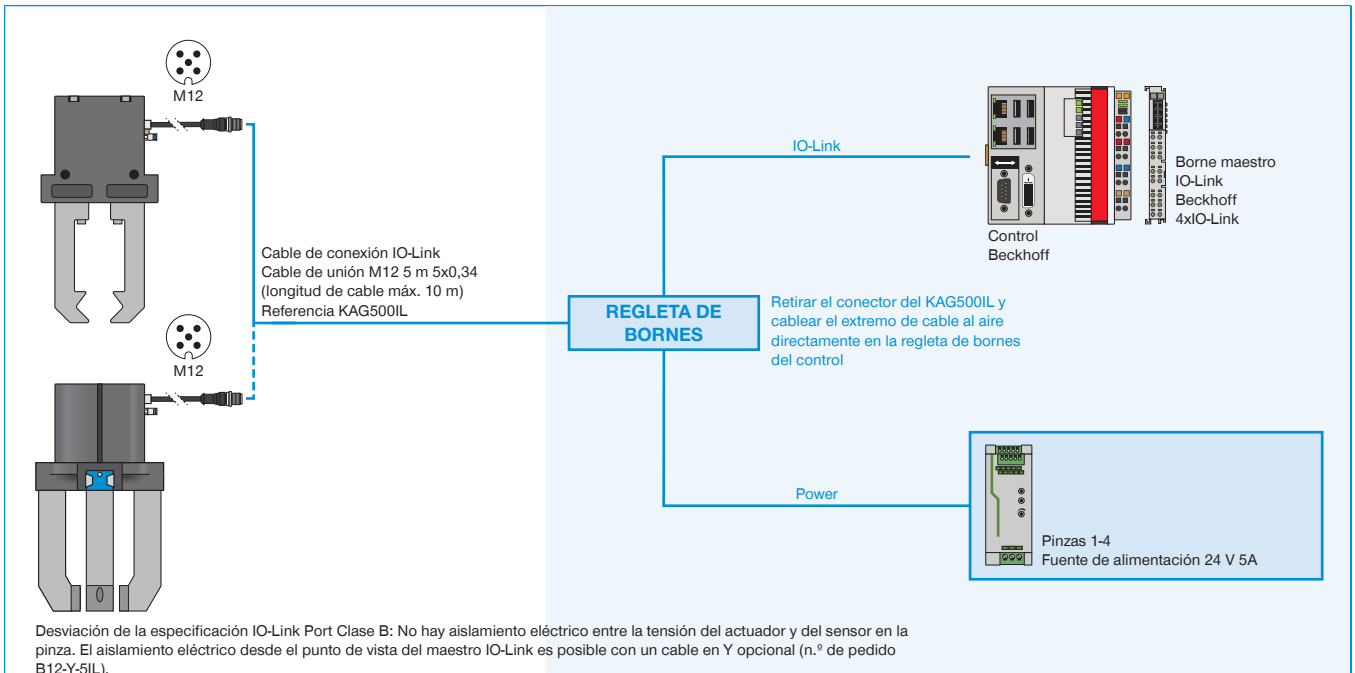 M12
Cable de conexión IO-Link
Cable de unión M12 5 m 5x0,34
(longitud de cable máx. 10 m)
Referencia KAG500IL
M12
IO-Link
REGLETA DE
BORNES
Retirar el conector del KAG500IL y
cablear el extremo de cable al aire
directamente en la regleta de bornes
del control
Control
Beckhoff
Borne maestro
IO-Link
Beckhoff
4xIO-Link
Power
Pinzas 1-4
Fuente de alimentación 24 V 5A
Desviación de la especificación IO-Link Port Clase B: No hay aislamiento eléctrico entre la tensión del actuador y del sensor en la
pinza. El aislamiento eléctrico desde el punto de vista del maestro IO-Link es posible con un cable en Y opcional (n.º de pedido
B12-Y-5IL).